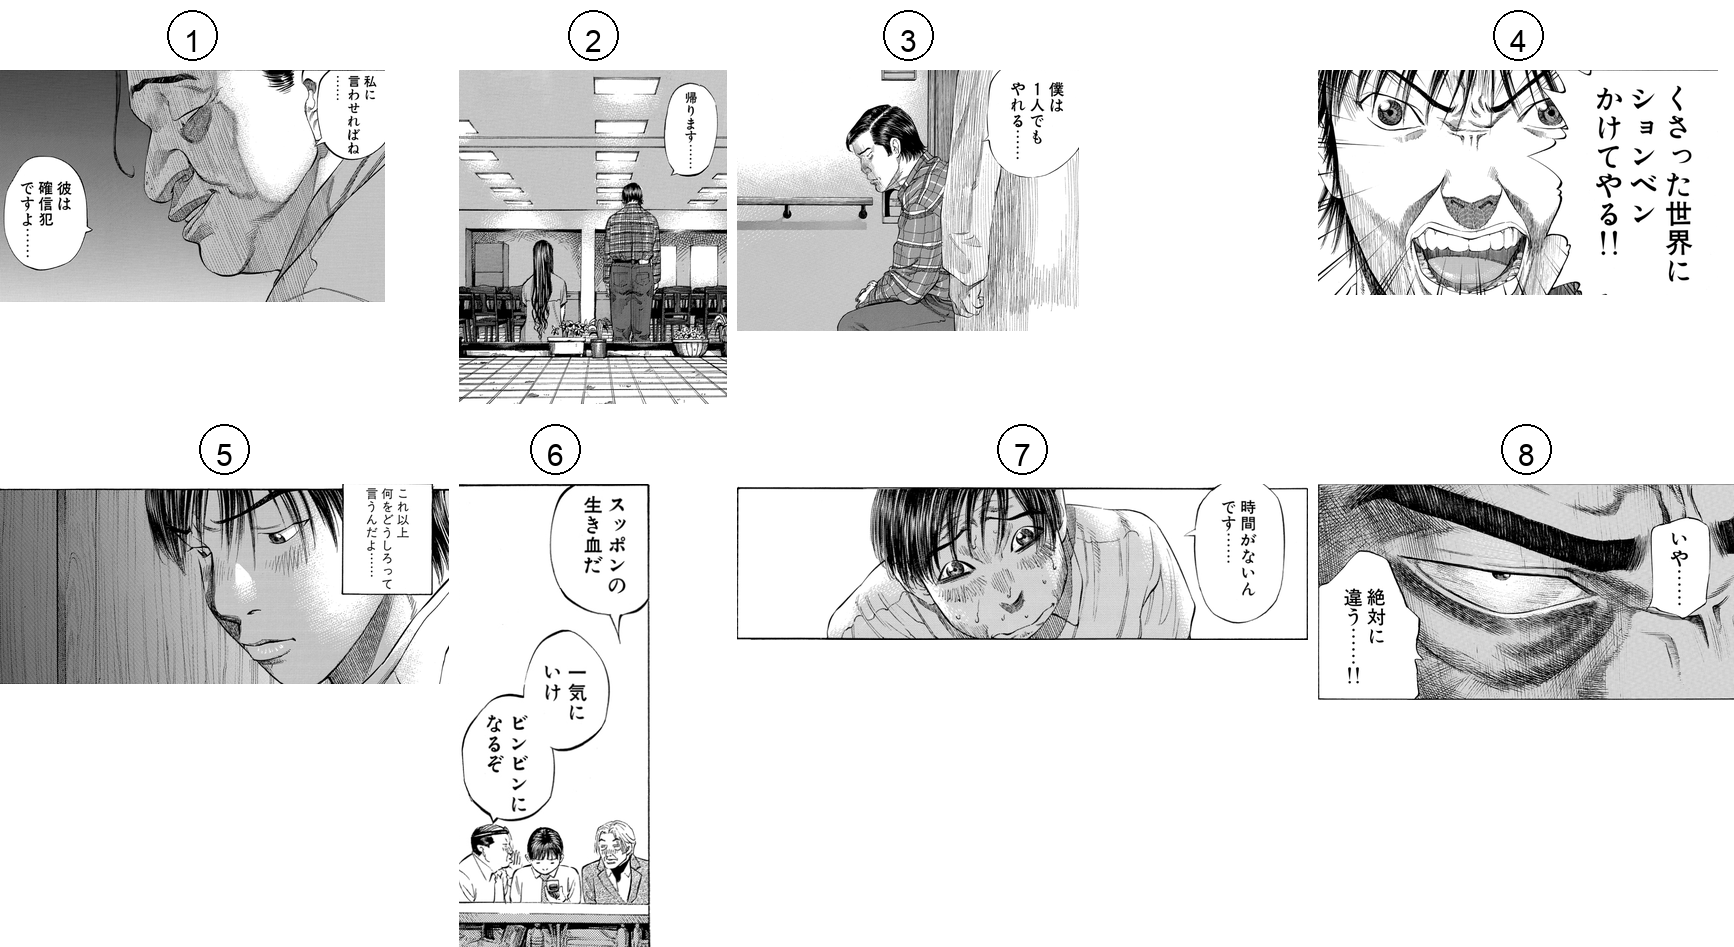 1
私に
言わせればね
……
彼は
確信犯
ですよ……
2
帰ります……
3
僕は
1人でも
やれる……
4
くさった世界に
ションベン
かけてやる!!
5
これ以上
何をどうしろって
言うんだよ……
6
スッポンの
生き血だ
一気に
いけ
ビンビンに
なるぞ
7
時間がないん
です……
8
いや……
絶対に
違う……!!